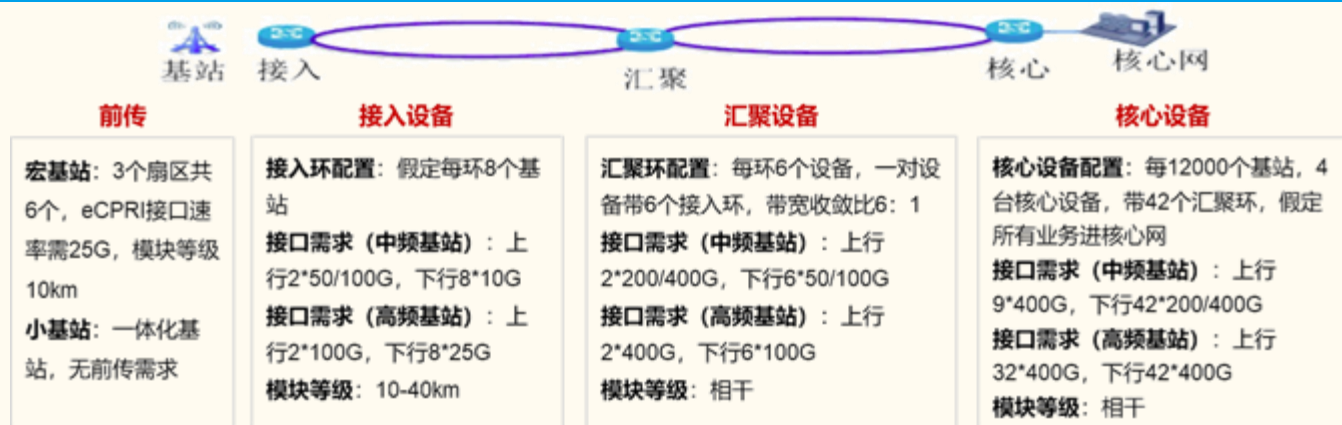 基站
接入
汇聚
核心
核心网
前传
宏基站：3个扇区共
6个，eCPRI接口速
率需25G，模块等级
10km
小基站：一体化基
站，无前传需求
接入设备
接入环配置：假定每环8个基
站
接口需求（中频基站）：上
行2*50/100G，下行8*10G
接口需求（高频基站）：上
行2*100G，下行8*25G
模块等级：10-40km
汇聚设备
汇聚环配置：每环6个设备，一对设
备带6个接入环，带宽收敛比6：1
接口需求（中频基站）：上行
2*200/400G，下行6*50/100G
接口需求（高频基站）：上行
2*400G，下行6*100G
模块等级：相干
核心设备
核心设备配置：每12000个基站，4
台核心设备，带42个汇聚环，假定
所有业务进核心网
接口需求（中频基站）：上行
9*400G，下行42*200/400G
接口需求（高频基站）：上行
32*400G，下行42*400G
模块等级：相干